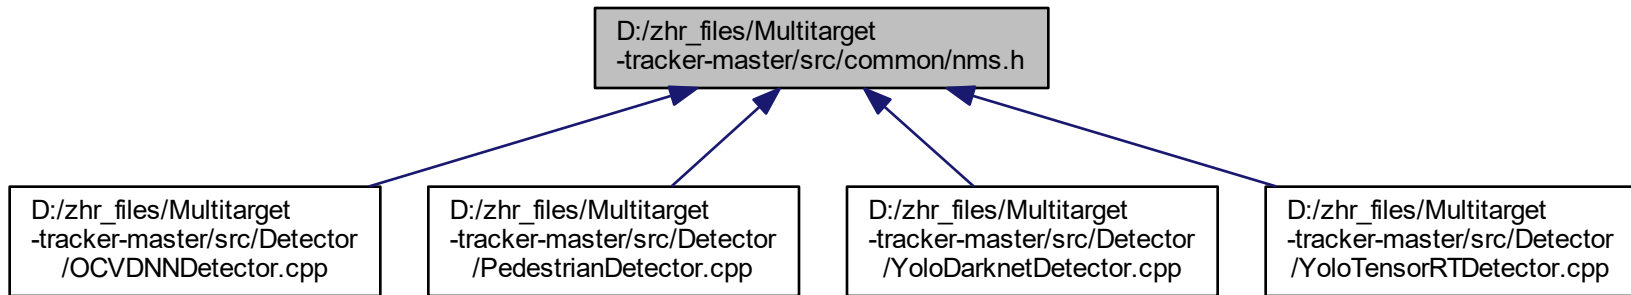 D:/zhr_files/Multitarget
-tracker-master/src/common/nms.h
D:/zhr_files/Multitarget
-tracker-master/src/Detector
/OCVDNNDetector.cpp
D:/zhr_files/Multitarget
-tracker-master/src/Detector
/PedestrianDetector.cpp
D:/zhr_files/Multitarget
-tracker-master/src/Detector
/YoloDarknetDetector.cpp
D:/zhr_files/Multitarget
-tracker-master/src/Detector
/YoloTensorRTDetector.cpp